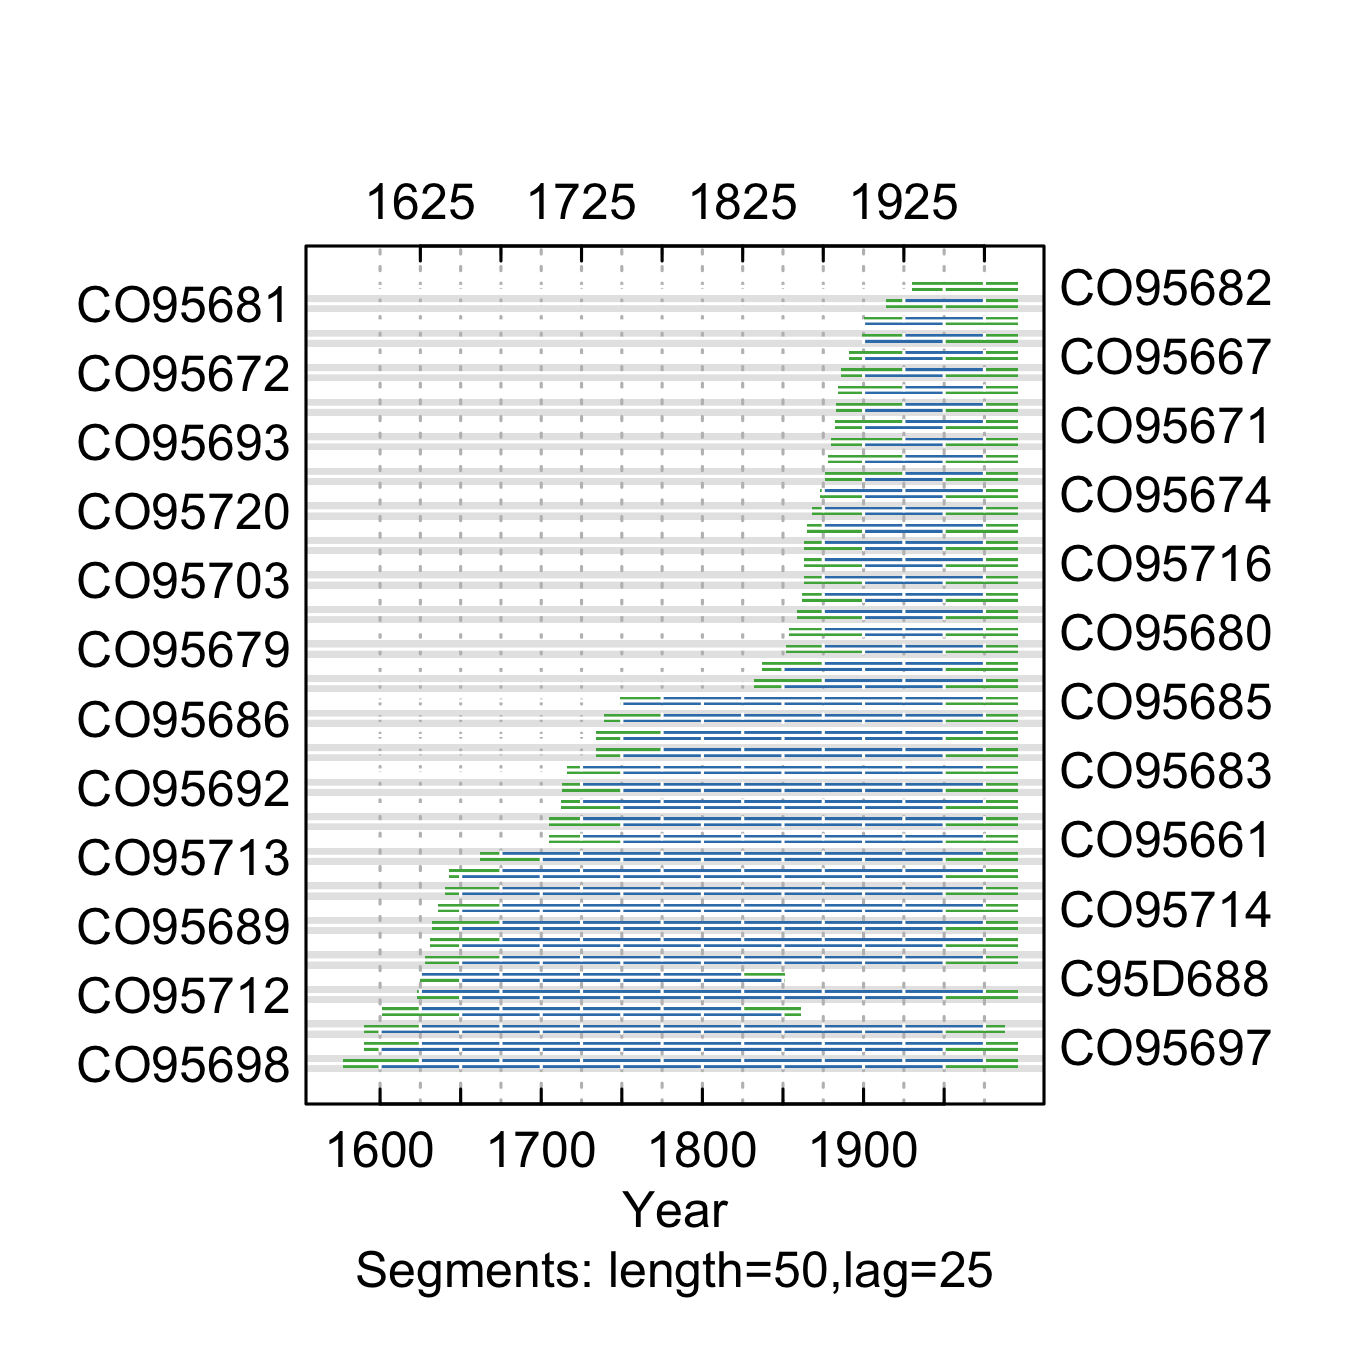 1625 1725 1825 1925
CO95682
CO95681
CO95667
CO95672
CO95671
CO95693
CO95674
CO95720
CO95716
CO95703
CO95680
CO95679
CO95685
CO95686
CO95683
CO95692
CO95661
CO95713
CO95714
CO95689
C95D688
CO95712
CO95697
CO95698
1600 1700 1800 1900
Year
Segments: length=50,lag=25